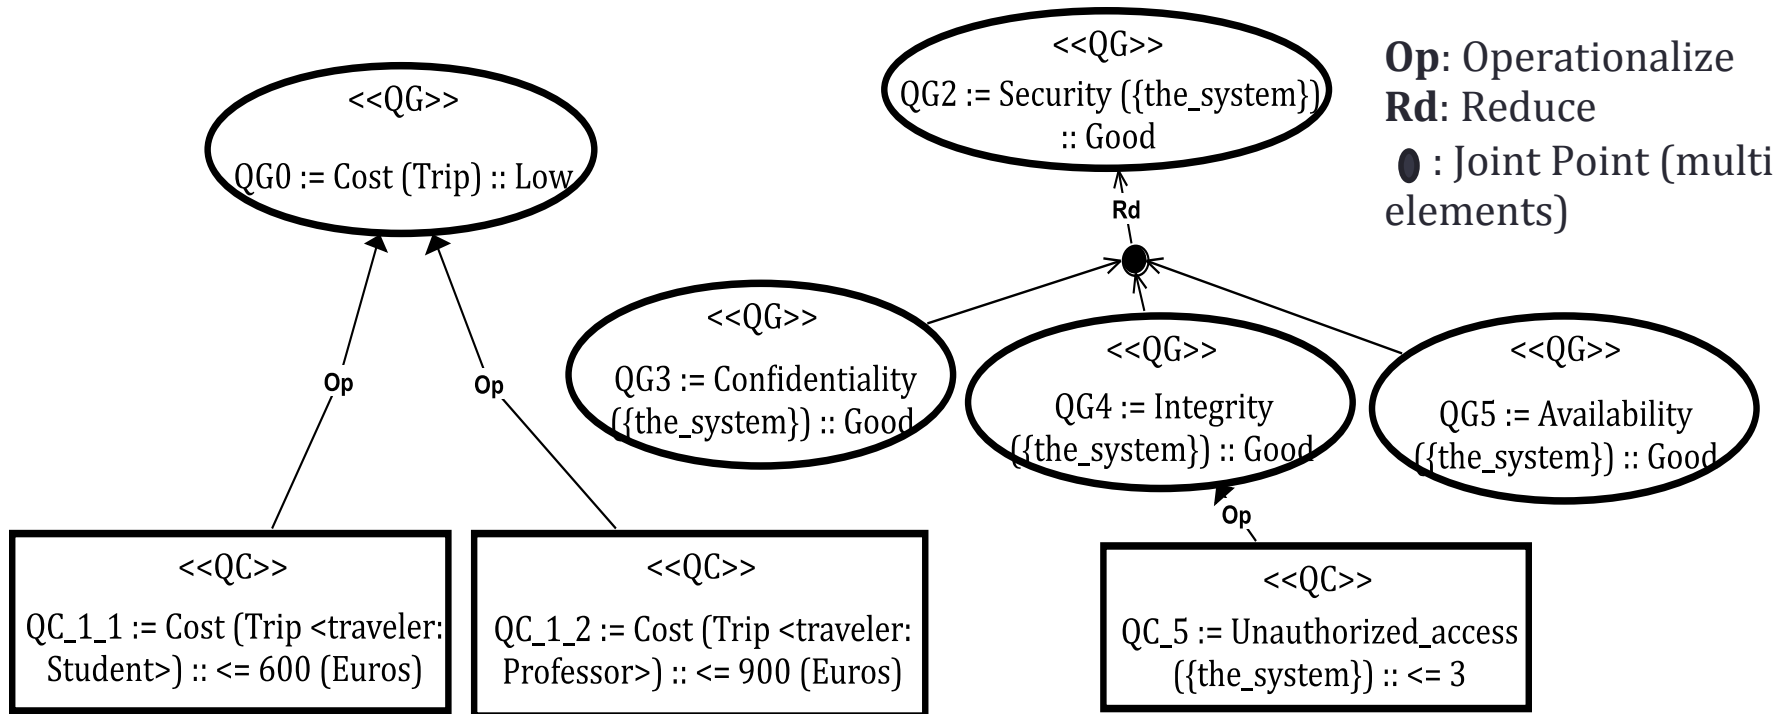 <<QG>>
QG0 := Cost (Trip) :: Low
<<QG>>
QG2 := Security ({the_system})
:: Good
Op: Operationalize
Rd: Reduce
: Joint Point (multi
elements)
Rd
<<QG>>
QG3 := Confidentiality
({the_system}) :: Good
<<QG>>
QG4 := Integrity
({the_system}) :: Good
<<QG>>
QG5 := Availability
({the_system}) :: Good
Op
Op
Op
<<QC>>
QC_1_1 := Cost (Trip <traveler:
Student>) :: <= 600 (Euros)
<<QC>>
QC_1_2 := Cost (Trip <traveler:
Professor>) :: <= 900 (Euros)
<<QC>>
QC_5 := Unauthorized_access
({the_system}) :: <= 3